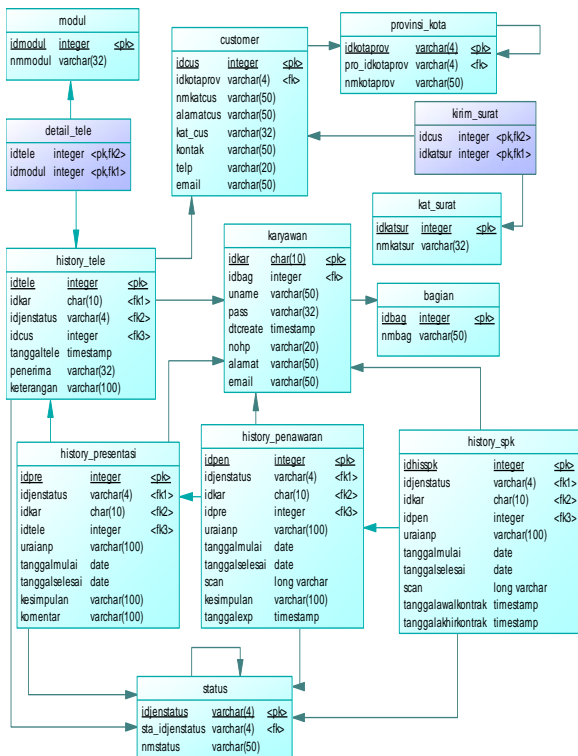 modul
idmodul integer <pk>
nmmodul varchar(32)
detail_tele
idtele integer <pk,fk2>
idmodul integer <pk,fk1>
customer
idcus integer <pk>
idkotaprov varchar(4) <fk>
nmkatcus varchar(50)
alamatcus varchar(50)
kat_cus varchar(32)
kontak varchar(50)
telp varchar(20)
email varchar(50)
provinsi_kota
idkotaprov varchar(4) <pk>
pro_idkotaprov varchar(4) <fk>
nmkotaprov varchar(50)
kirim_surat
idcus integer <pk,fk2>
idkatsur integer <pk,fk1>
kat_surat
idkatsur integer <pk>
nmkatsur varchar(32)
history_tele
idtele integer <pk>
idkar char(10) <fk1>
idjenstatus varchar(4) <fk2>
idcus integer <fk3>
tanggaltele timestamp
penerima varchar(32)
keterangan varchar(100)
karyawan
idkar char(10) <pk>
idbag integer <fk>
uname varchar(50)
pass varchar(32)
dtcreate timestamp
nohp varchar(20)
alamat varchar(50)
email varchar(50)
bagian
idbag integer <pk>
nmbag varchar(50)
history_presentasi
idpre integer <pk>
idjenstatus varchar(4) <fk1>
idkar char(10) <fk2>
idtele integer <fk3>
uraianp varchar(100)
tanggalmulai date
tanggalselesai date
kesimpulan varchar(100)
komentar varchar(100)
history_penawaran
idpen integer <pk>
idjenstatus varchar(4) <fk1>
idkar char(10) <fk2>
idpre integer <fk3>
uraianp varchar(100)
tanggalmulai date
tanggalselesai date
scan long varchar
kesimpulan varchar(100)
tanggalexp timestamp
history_spk
idhisspk integer <pk>
idjenstatus varchar(4) <fk1>
idkar char(10) <fk2>
idpen integer <fk3>
uraianp varchar(100)
tanggalmulai date
tanggalselesai date
scan long varchar
tanggalawalkontrak timestamp
tanggalakhirkontrak timestamp
status
idjenstatus varchar(4) <pk>
sta_idjenstatus varchar(4) <fk>
nmstatus varchar(50)